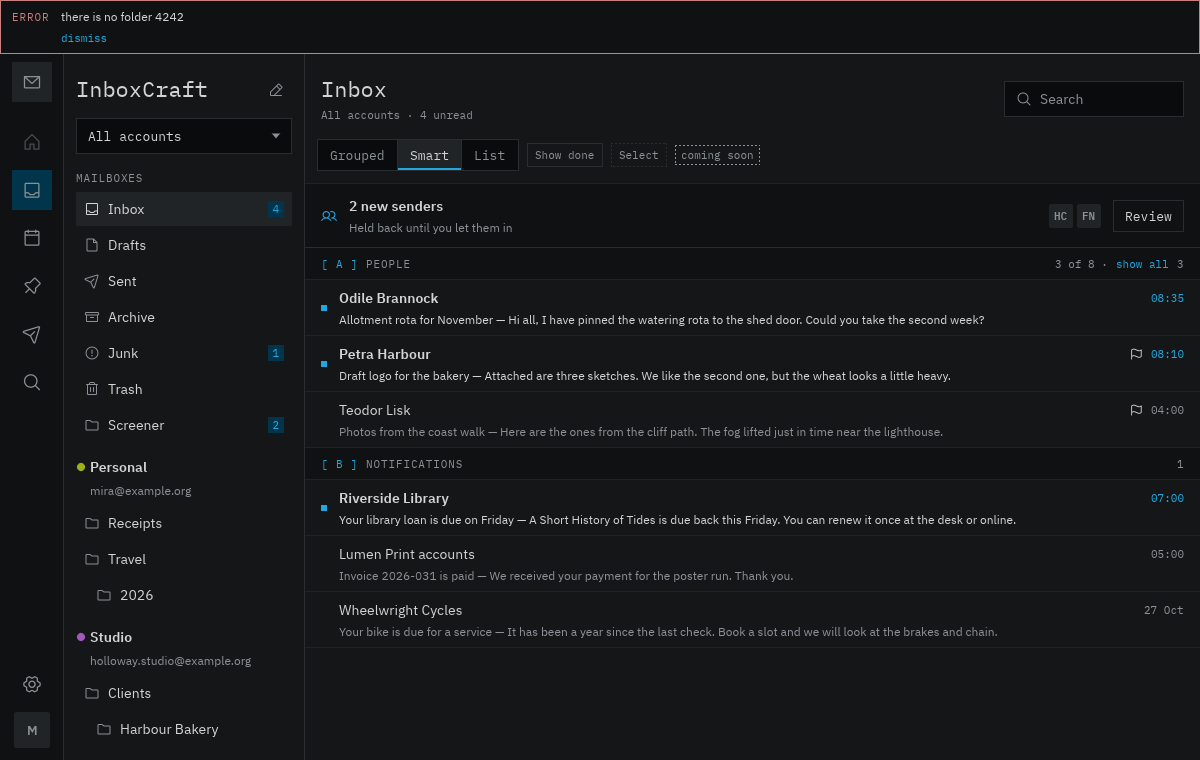 ERROR there is no folder 4242
dismiss
InboxCraft
All accounts
MAILBOXES
Inbox 4
Drafts
Sent
Archive
Junk 1
Trash
Screener 2
Personal
mira@example.org
Receipts
Travel
2026
Studio
holloway.studio@example.org
Clients
Harbour Bakery
M
Inbox
All accounts · 4 unread
Search
Grouped Smart List Show done Select coming soon
2 new senders
Held back until you let them in
HC FN Review
[ A ] PEOPLE 3 of 8 · show all 3
Odile Brannock 08:35
Allotment rota for November — Hi all, I have pinned the watering rota to the shed door. Could you take the second week?
Petra Harbour 08:10
Draft logo for the bakery — Attached are three sketches. We like the second one, but the wheat looks a little heavy.
Teodor Lisk 04:00
Photos from the coast walk — Here are the ones from the cliff path. The fog lifted just in time near the lighthouse.
[ B ] NOTIFICATIONS 1
Riverside Library 07:00
Your library loan is due on Friday — A Short History of Tides is due back this Friday. You can renew it once at the desk or online.
Lumen Print accounts 05:00
Invoice 2026-031 is paid — We received your payment for the poster run. Thank you.
Wheelwright Cycles 27 Oct
Your bike is due for a service — It has been a year since the last check. Book a slot and we will look at the brakes and chain.